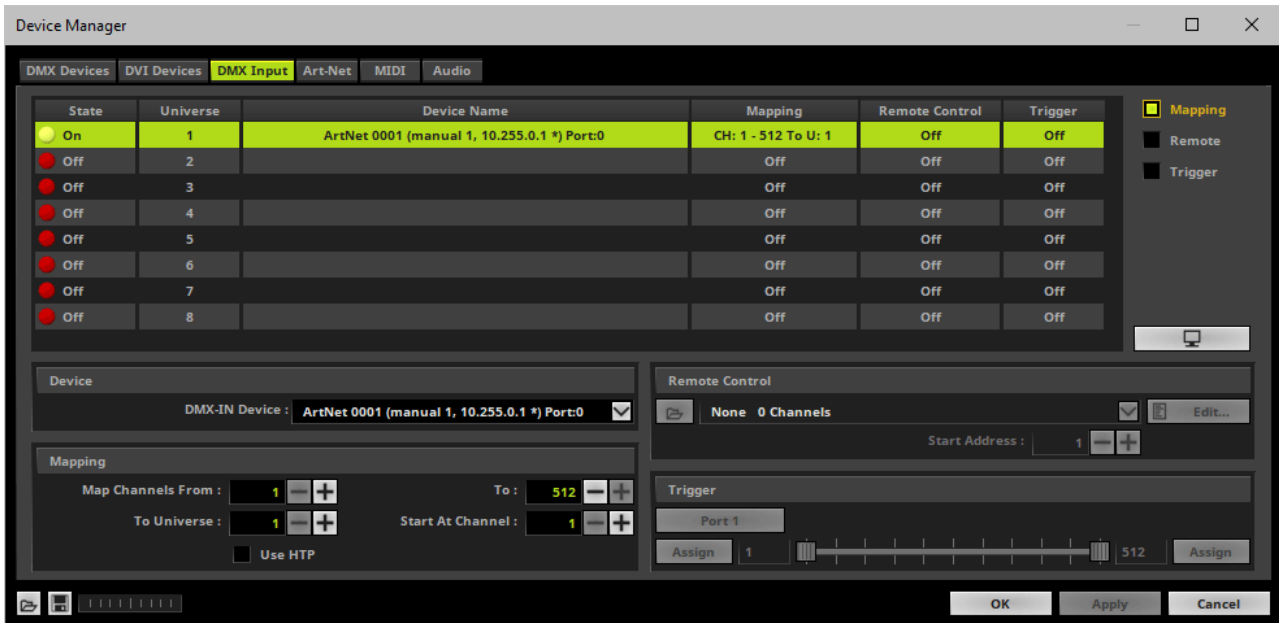 Device Manager
DMX Devices DVI Devices DMX Input Art-Net MIDI Audio
State Universe Device Name Mapping Remote Control Trigger
On 1 ArtNet 0001 (manual 1, 10.255.0.1 *) Port:0 CH: 1 - 512 To U: 1 Off Off
Off 2 Off Off Off
Off 3 Off Off Off
Off 4 Off Off Off
Off 5 Off Off Off
Off 6 Off Off Off
Off 7 Off Off Off
Off 8 Off Off Off
Mapping
Remote
Trigger
Device
DMX-IN Device : ArtNet 0001 (manual 1, 10.255.0.1 *) Port:0
Mapping
Map Channels From : 1 To : 512
To Universe : 1 Start At Channel : 1
Use HTP
Remote Control
None 0 Channels Edit...
Start Address : 1
Trigger
Port 1
Assign 1 512 Assign
OK Apply Cancel